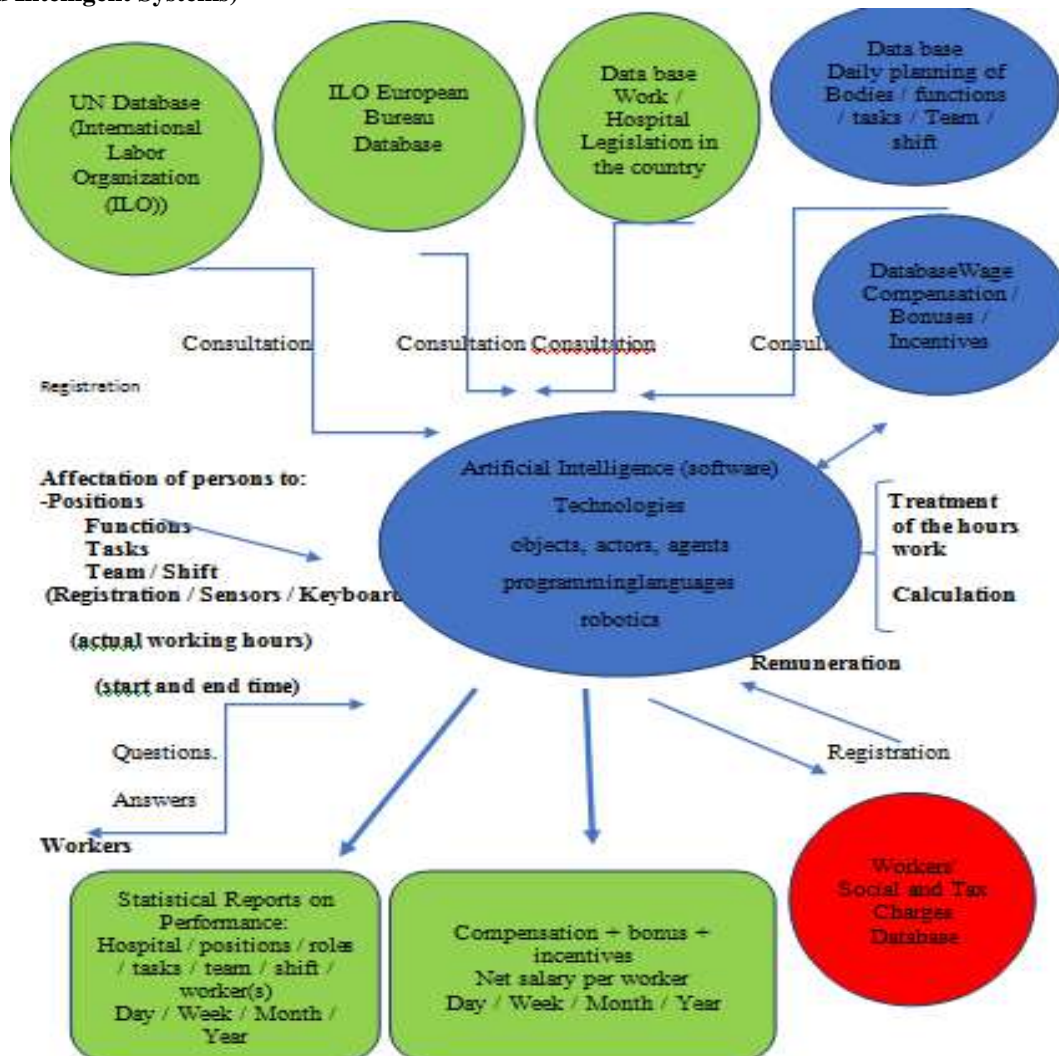 Intelligent Systems)
UN Database
(International
Labor
Organization
(ILO))
ILO European
Bureau
Database
Data base
Work /
Hospital
Legislation in
the country
Data base
Daily planning of
Bodies / functions
/ tasks / Team /
shift
DatabaseWage
Compensation /
Bonuses /
Incentives
Consultation
Consultation
Consultation
Registration
Affectation of persons to:
-Positions
Functions
Tasks
Team / Shift
(Registration / Sensors / Keyboard
(actual working hours)
(start and end time)
Artificial Intelligence (software)
Technologies
objects, actors, agents
programminglanguages
robotics
Treatment
of the hours
work
Calculation
Remuneration
Registration
Questions.
Answers
Workers
Statistical Reports on
Performance:
Hospital / positions / roles
/ tasks / team / shift /
worker(s)
Day / Week / Month /
Year
Compensation + bonus +
incentives
Net salary per worker
Day / Week / Month / Year
Workers'
Social and Tax
Charges
Database